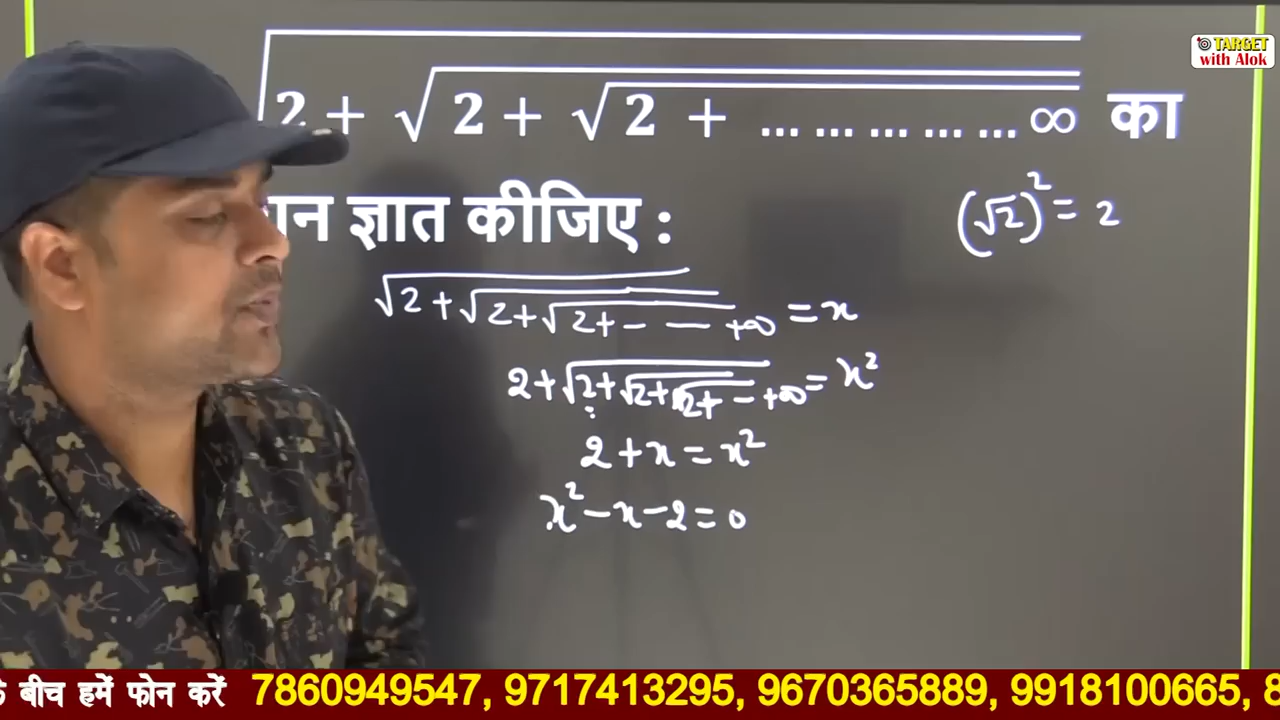 TARGET
with Alok
√2 + √2 + √2 + ... ... ... ... ... ∞ का
ान ज्ञात कीजिए :
(√2)² = 2
√2+√2+√2+- - +∞ = x
2+√2+√2+√2+ - +∞ = x²
2+x = x²
x²-x-2=0
के बीच हमें फोन करें 7860949547, 9717413295, 9670365889, 9918100665, 8